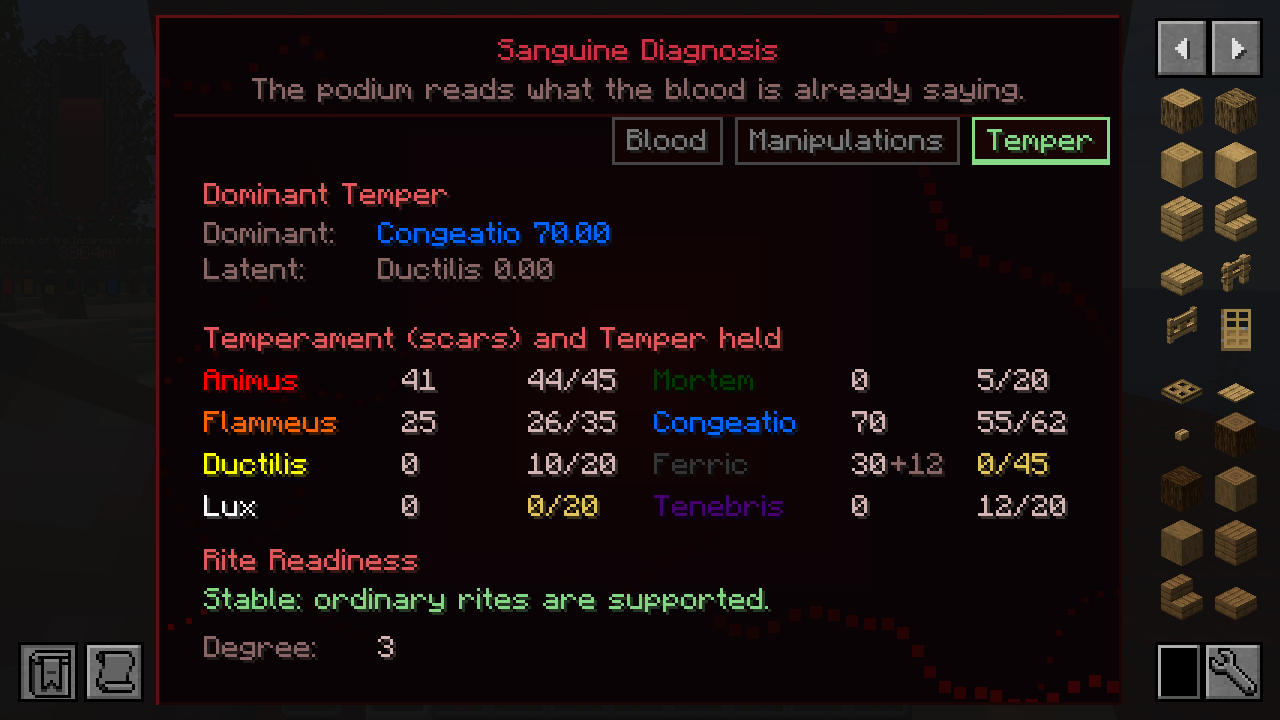 Sanguine Diagnosis
The podium reads what the blood is already saying.
Blood Manipulations Temper
Dominant Temper
Dominant: Congeatio 70.00
Latent: Ductilis 0.00
Temperament (scars) and Temper held
Animus 41 44/45 Mortem 0 5/20
Flammeus 25 26/35 Congeatio 70 55/62
Ductilis 0 10/20 Ferric 30+12 0/45
Lux 0 0/20 Tenebris 0 12/20
Rite Readiness
Stable: ordinary rites are supported.
Degree: 3